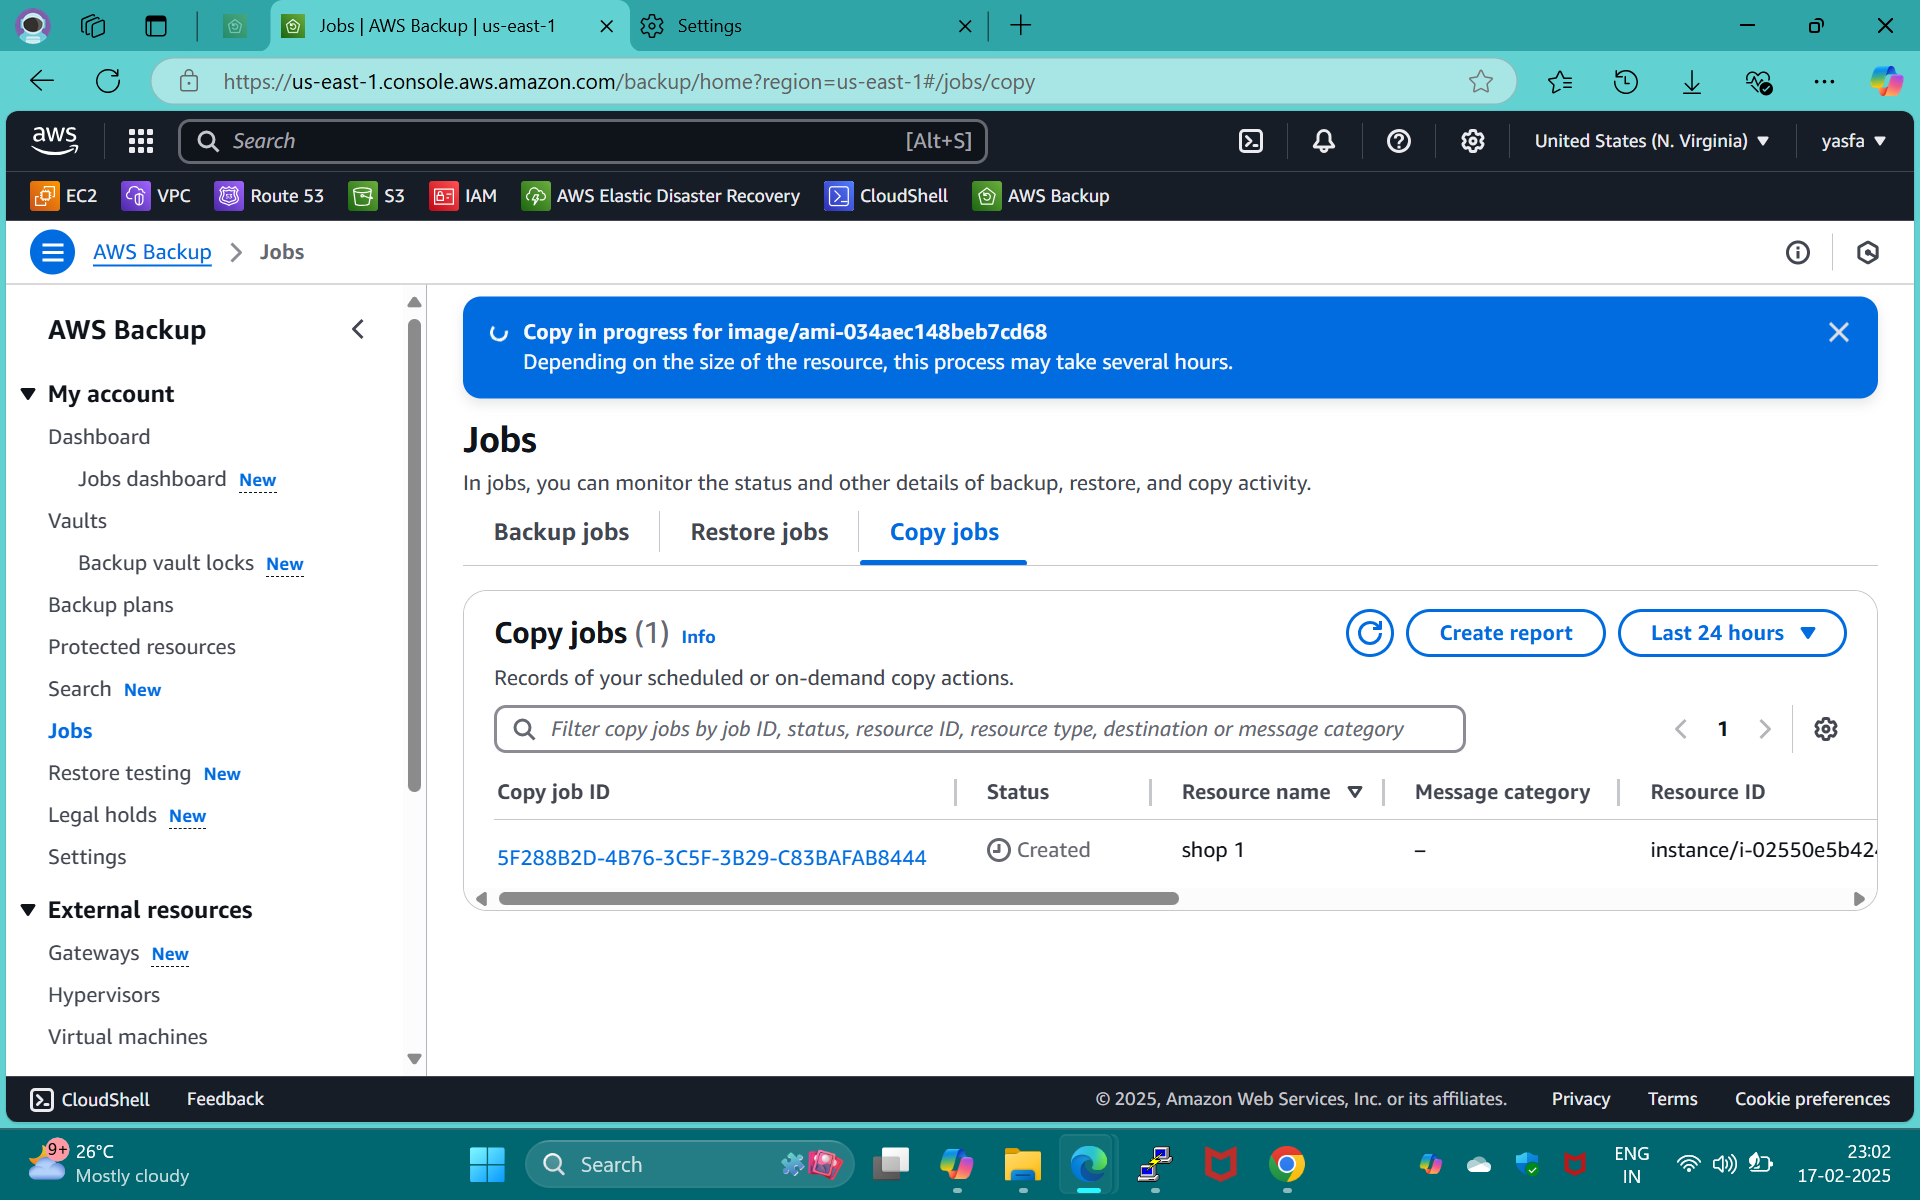 Jobs | AWS Backup | us-east-1
Settings
https://us-east-1.console.aws.amazon.com/backup/home?region=us-east-1#/jobs/copy
aws
Search
[Alt+S]
United States (N. Virginia)
yasfa
EC2
VPC
Route 53
S3
IAM
AWS Elastic Disaster Recovery
CloudShell
AWS Backup
AWS Backup
Jobs
AWS Backup
My account
Dashboard
Jobs dashboard New
Vaults
Backup vault locks New
Backup plans
Protected resources
Search New
Jobs
Restore testing New
Legal holds New
Settings
External resources
Gateways New
Hypervisors
Virtual machines
Copy in progress for image/ami-034aec148beb7cd68
Depending on the size of the resource, this process may take several hours.
Jobs
In jobs, you can monitor the status and other details of backup, restore, and copy activity.
Backup jobs
Restore jobs
Copy jobs
Copy jobs (1) Info
Create report
Last 24 hours
Records of your scheduled or on-demand copy actions.
Filter copy jobs by job ID, status, resource ID, resource type, destination or message category
1
Copy job ID
Status
Resource name
Message category
Resource ID
5F288B2D-4B76-3C5F-3B29-C83BAFAB8444
Created
shop 1
–
instance/i-02550e5b42
CloudShell
Feedback
© 2025, Amazon Web Services, Inc. or its affiliates.
Privacy
Terms
Cookie preferences
9+
26°C
Mostly cloudy
Search
ENG
IN
23:02
17-02-2025